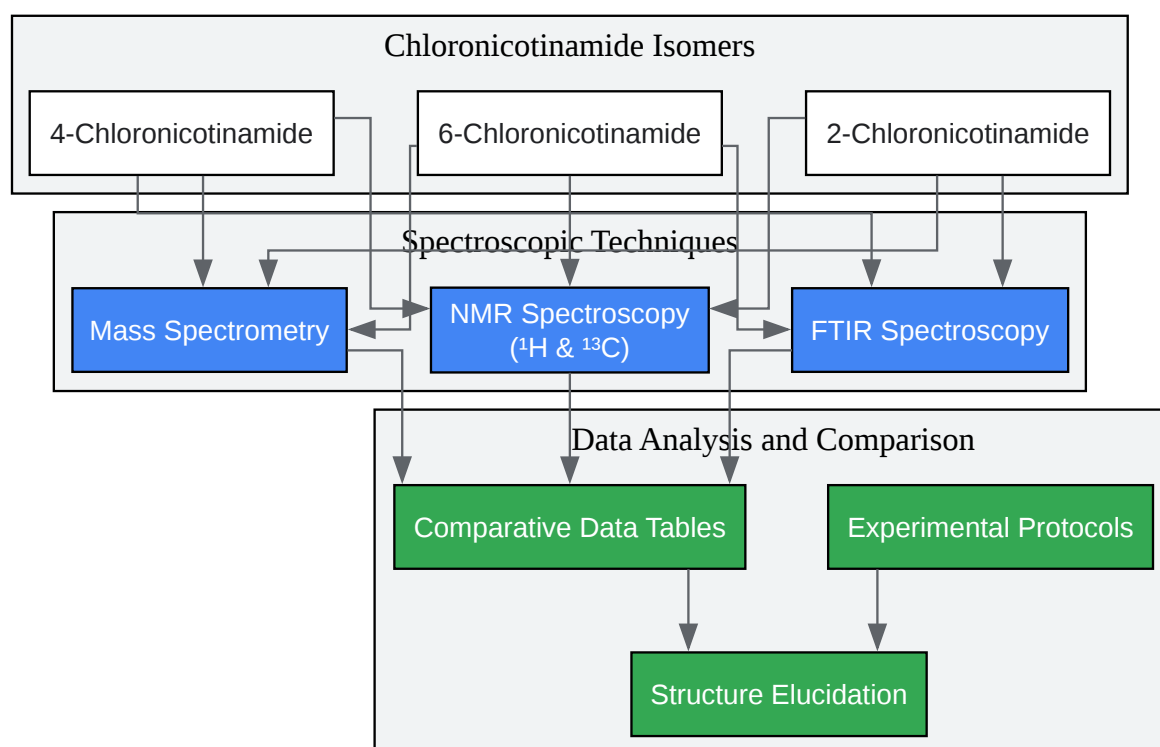 Chloronicotinamide Isomers
4-Chloronicotinamide
6-Chloronicotinamide
2-Chloronicotinamide
Spectroscopic Techniques
Mass Spectrometry
NMR Spectroscopy
(¹H & ¹³C)
FTIR Spectroscopy
Data Analysis and Comparison
Comparative Data Tables
Experimental Protocols
Structure Elucidation